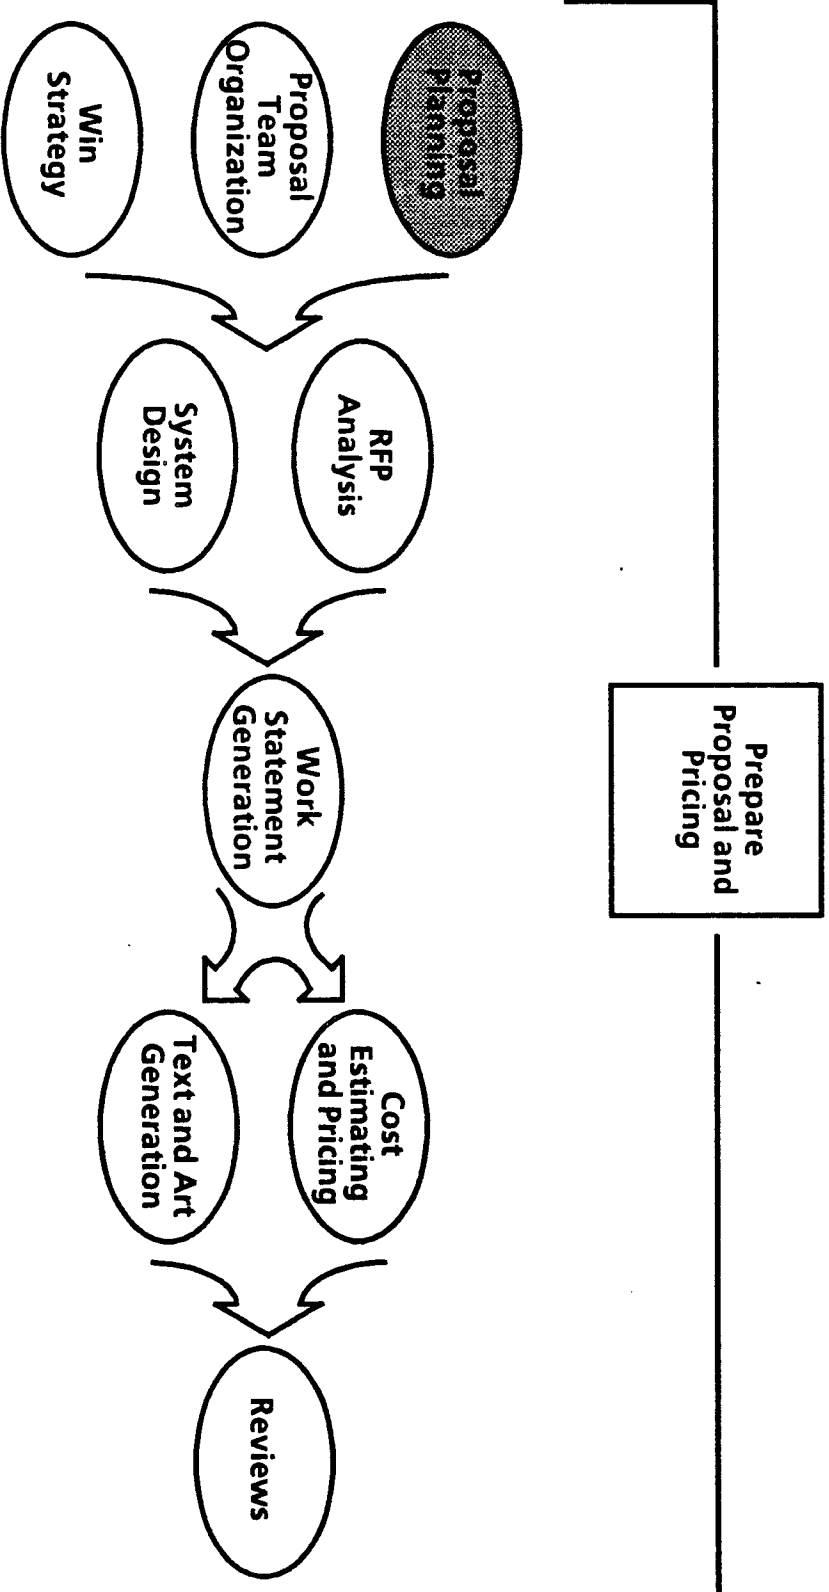 Prepare
Proposal and
Pricing
Proposal
Planning
Proposal
Team
Organization
Win
Strategy
RFP
Analysis
System
Design
Work
Statement
Generation
Cost
Estimating
and Pricing
Text and Art
Generation
Reviews